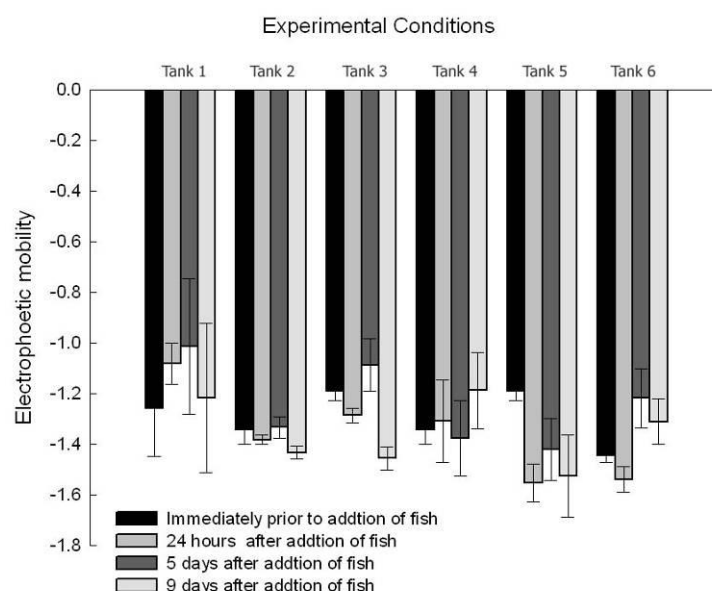 Experimental Conditions
Tank 1 Tank 2 Tank 3 Tank 4 Tank 5 Tank 6
0.0
-0.2
-0.4
-0.6
-0.8
-1.0
-1.2
-1.4
-1.6
-1.8
Electrophoetic mobility
Immediately prior to addtion of fish
24 hours after addtion of fish
5 days after addtion of fish
9 days after addtion of fish